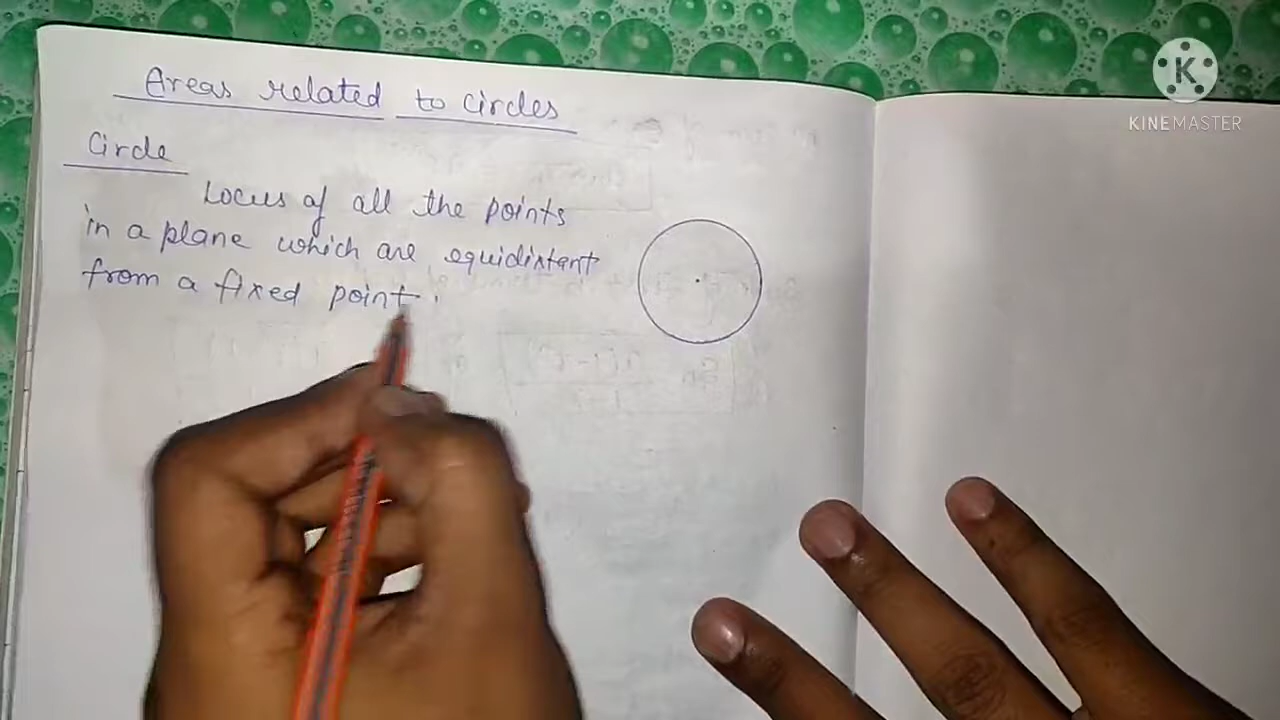 Areas related to circles
Circle
Locus of all the points
in a plane which are equidistant
from a fixed point.
K
KINEMASTER